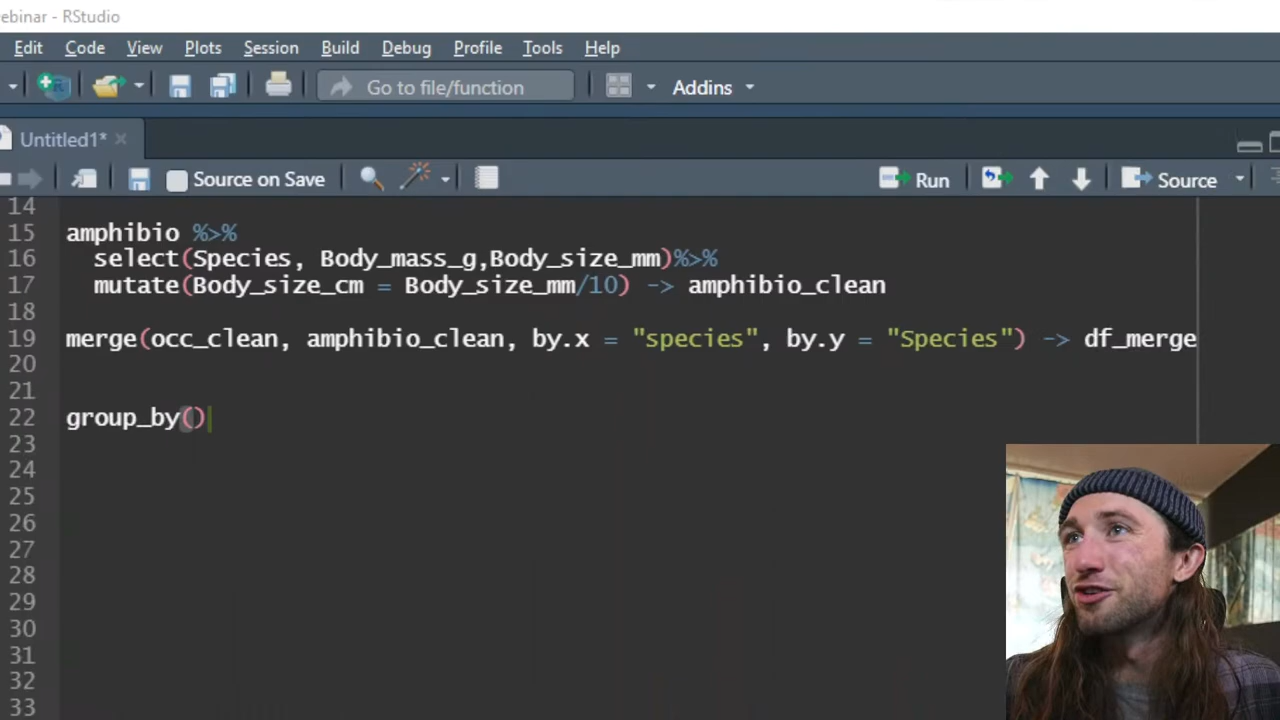 ebinar - RStudio
Edit Code View Plots Session Build Debug Profile Tools Help
Go to file/function Addins
Untitled1*
Source on Save Run Source
14
15 amphibio %>%
16 select(Species, Body_mass_g,Body_size_mm)%>%
17 mutate(Body_size_cm = Body_size_mm/10) -> amphibio_clean
18
19 merge(occ_clean, amphibio_clean, by.x = "species", by.y = "Species") -> df_merge
20
21
22 group_by()
23
24
25
26
27
28
29
30
31
32
33